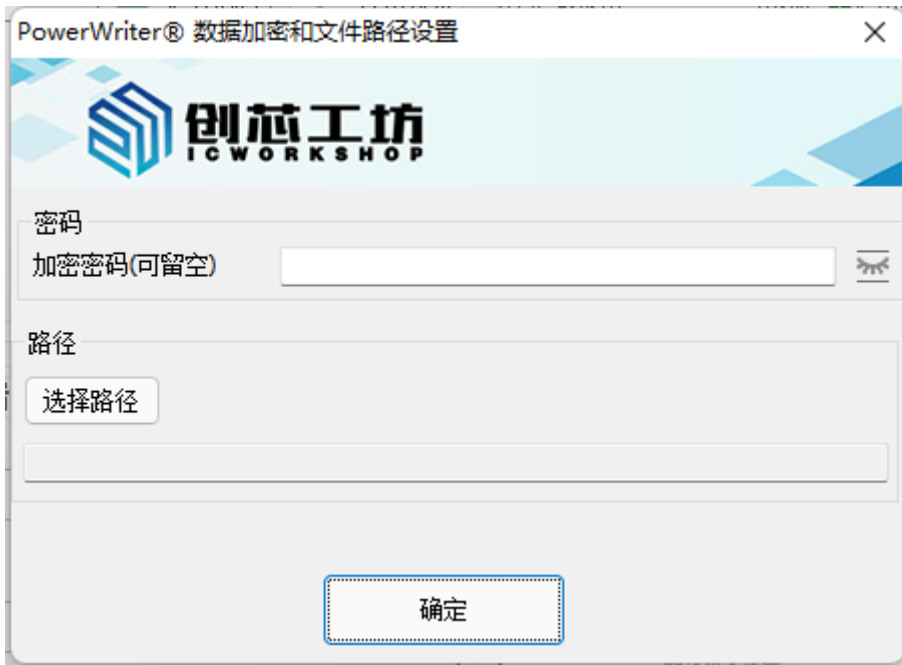 PowerWriter® 数据加密和文件路径设置
创芯工坊
ICWORKSHOP
密码
加密密码(可留空)
路径
选择路径
确定